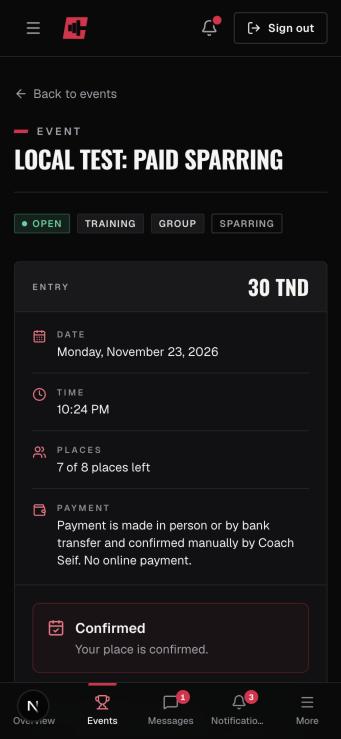 Sign out
Back to events
EVENT
LOCAL TEST: PAID SPARRING
OPEN
TRAINING
GROUP
SPARRING
ENTRY
30 TND
DATE
Monday, November 23, 2026
TIME
10:24 PM
PLACES
7 of 8 places left
PAYMENT
Payment is made in person or by bank
transfer and confirmed manually by Coach
Seif. No online payment.
Confirmed
Your place is confirmed.
N
1
3
Overview
Events
Messages
Notificatio...
More